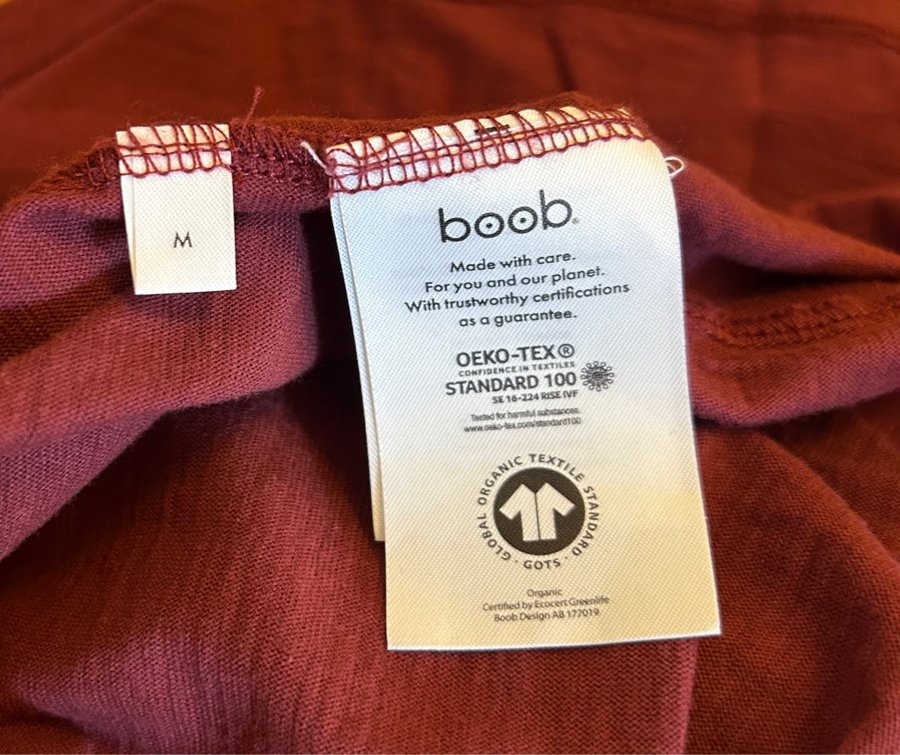 M
boob®
Made with care.
For you and our planet.
With trustworthy certifications
as a guarantee.
OEKO-TEX®
CONFIDENCE IN TEXTILES
STANDARD 100
SE 16-224 RISE IVF
Tested for harmful substances.
www.oeko-tex.com/standard100
GLOBAL ORGANIC TEXTILE STANDARD · GOTS ·
Organic
Certified by Ecocert Greenlife
Boob Design AB 172019